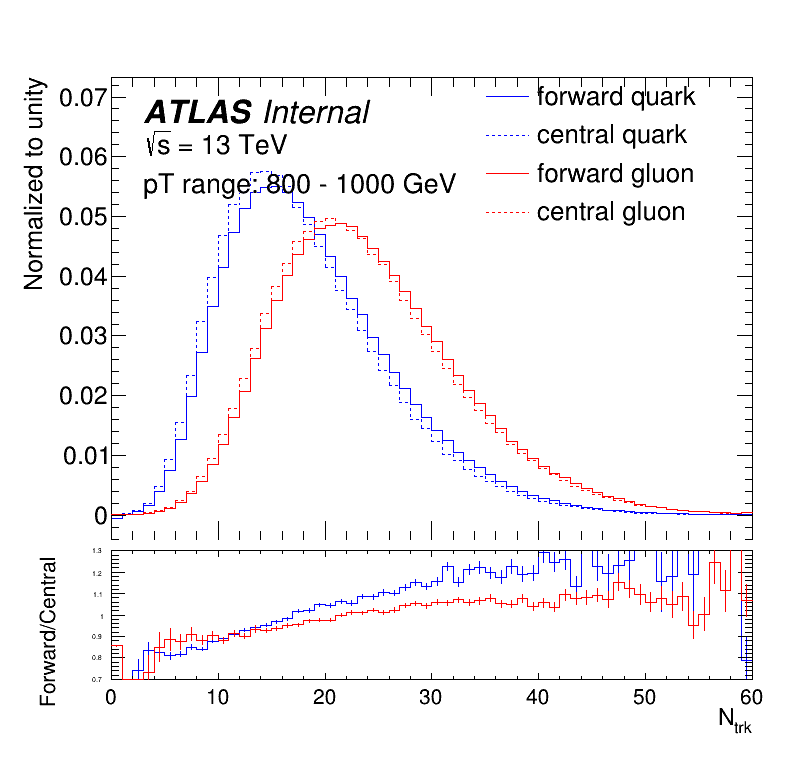 ATLAS Internal
√s = 13 TeV
pT range: 800 - 1000 GeV
forward quark
central quark
forward gluon
central gluon
Normalized to unity
0.07
0.06
0.05
0.04
0.03
0.02
0.01
0
Forward/Central
1.3
1.2
1.1
1
0.9
0.8
0.7
0 10 20 30 40 50 60
N_trk